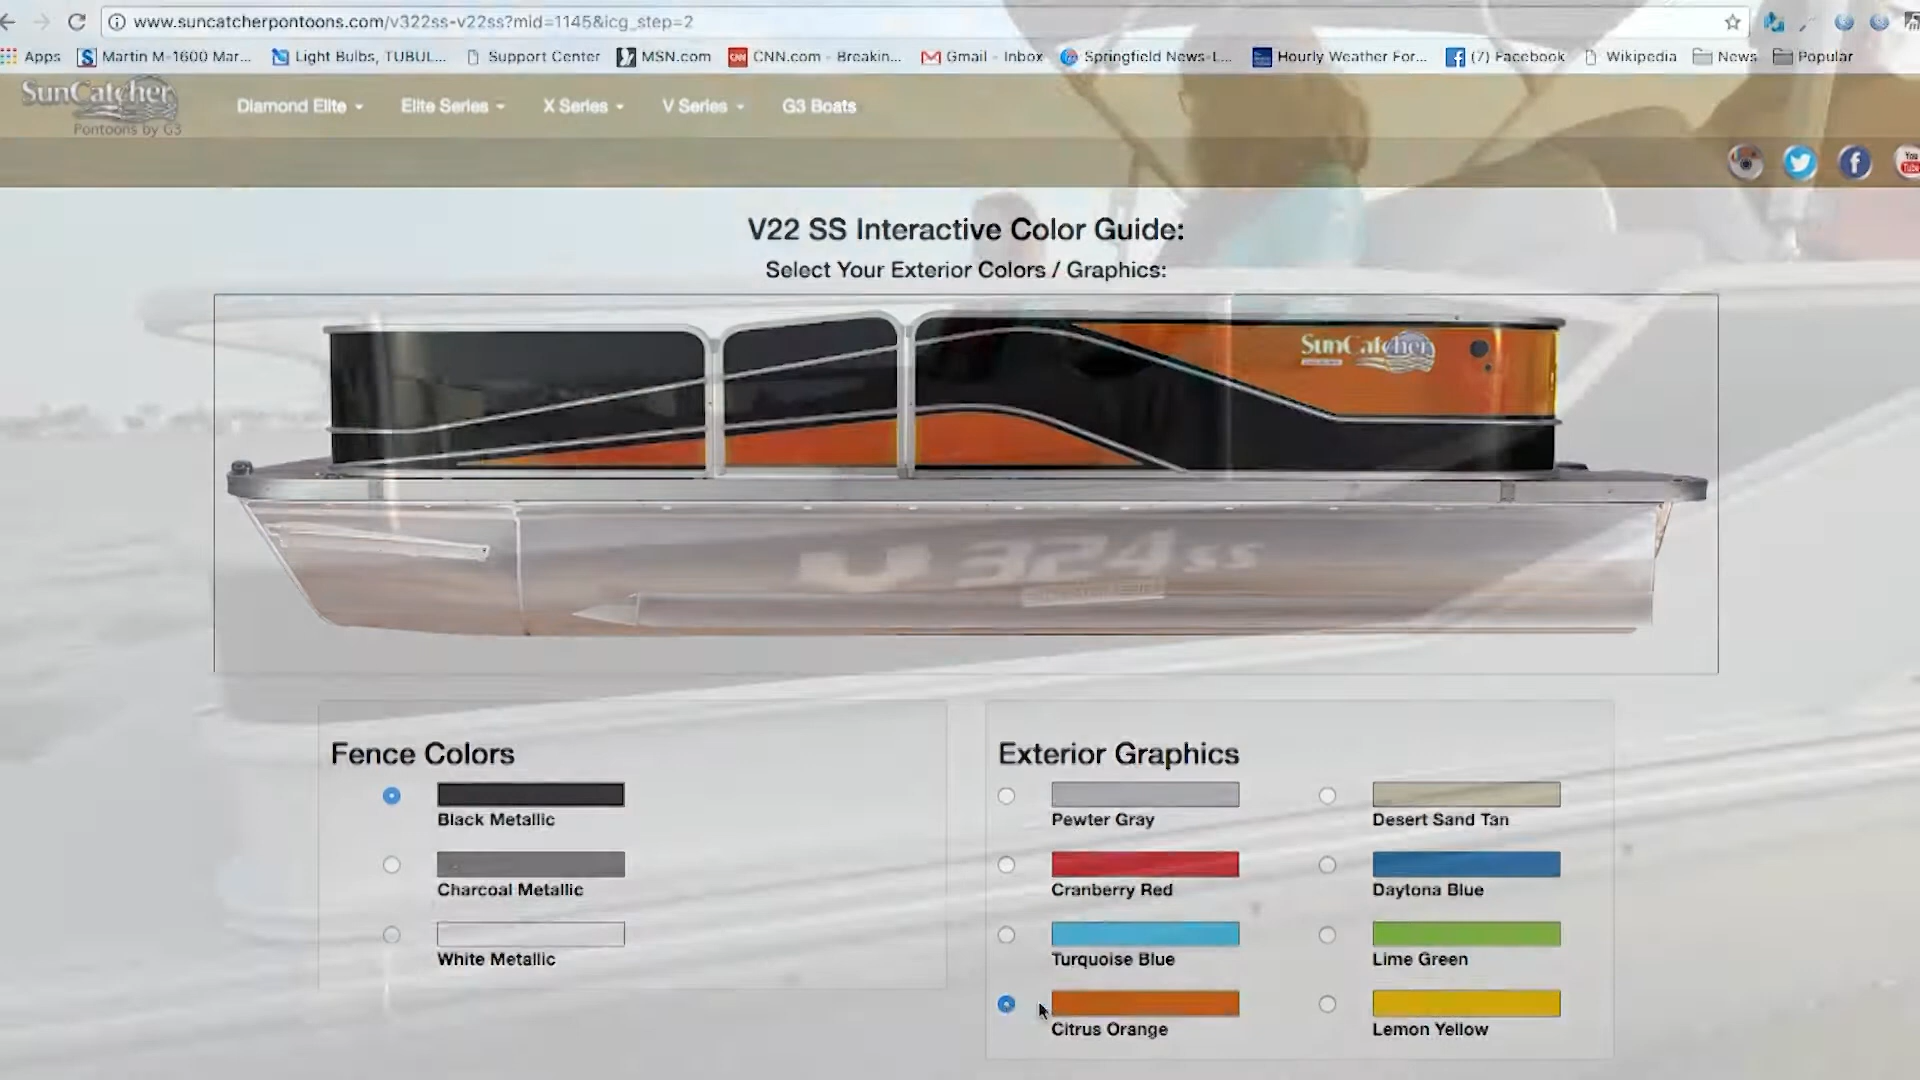 www.suncatcherpontoons.com/v322ss-v22ss?mid=1145&icg_step=2
Apps Martin M-1600 Mar... Light Bulbs, TUBUL... Support Center MSN.com CNN.com - Breakin... Gmail - Inbox Springfield News-L... Hourly Weather For... (7) Facebook Wikipedia News Popular
SunCatcher
Pontoons by G3
Diamond Elite Elite Series X Series V Series G3 Boats
You
Tube
V22 SS Interactive Color Guide:
Select Your Exterior Colors / Graphics:
SunCatcher
V 324 SS
Fence Colors
Black Metallic
Charcoal Metallic
White Metallic
Exterior Graphics
Pewter Gray Desert Sand Tan
Cranberry Red Daytona Blue
Turquoise Blue Lime Green
Citrus Orange Lemon Yellow